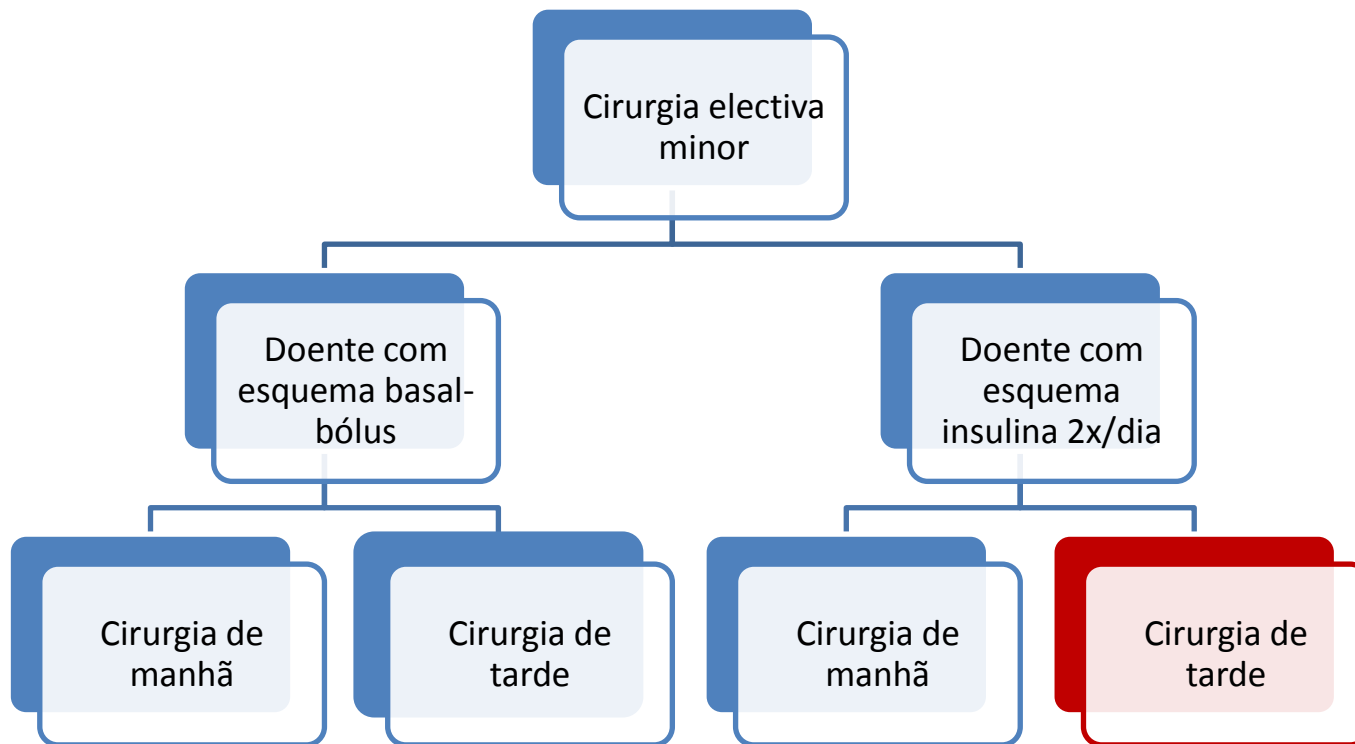 Cirurgia electiva
minor
Doente com
esquema basal-
bólus
Doente com
esquema
insulina 2x/dia
Cirurgia de
manhã
Cirurgia de
tarde
Cirurgia de
manhã
Cirurgia de
tarde